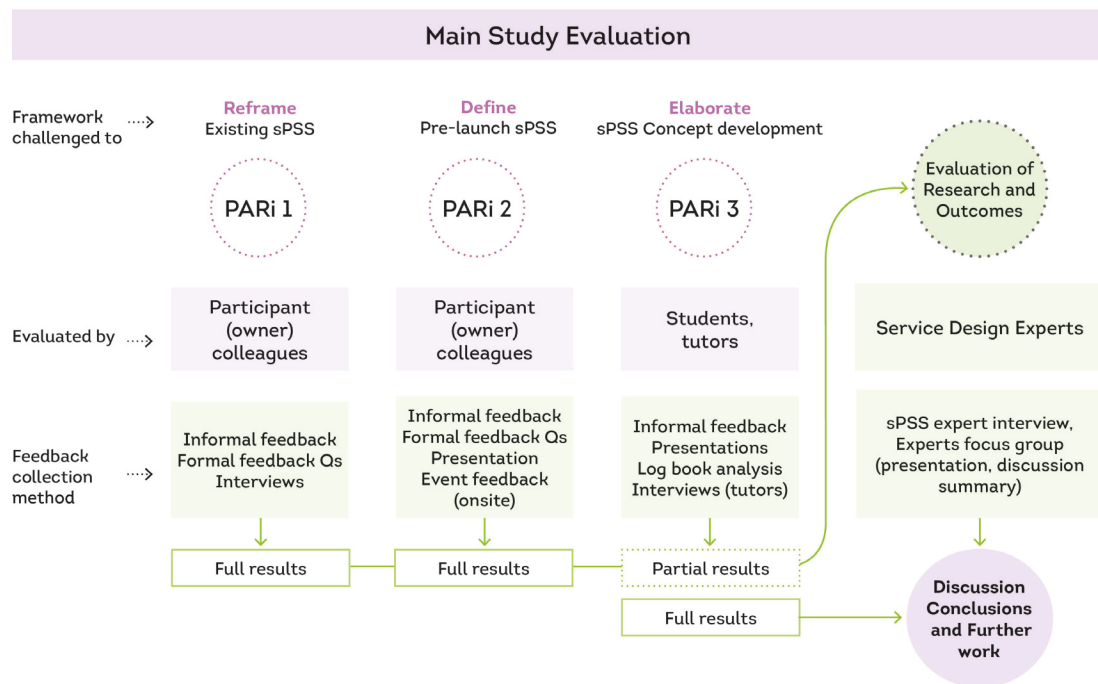 Main Study Evaluation
Framework
challenged to
Reframe
Existing sPSS
Define
Pre-launch sPSS
Elaborate
sPSS Concept development
PARi 1
PARi 2
PARi 3
Evaluation of
Research and
Outcomes
Evaluated by
Participant
(owner)
colleagues
Participant
(owner)
colleagues
Students,
tutors
Service Design Experts
Feedback
collection
method
Informal feedback
Formal feedback Qs
Interviews
Informal feedback
Formal feedback Qs
Presentation
Event feedback
(onsite)
Informal feedback
Presentations
Log book analysis
Interviews (tutors)
sPSS expert interview,
Experts focus group
(presentation, discussion
summary)
Full results
Full results
Partial results
Full results
Discussion
Conclusions
and Further
work